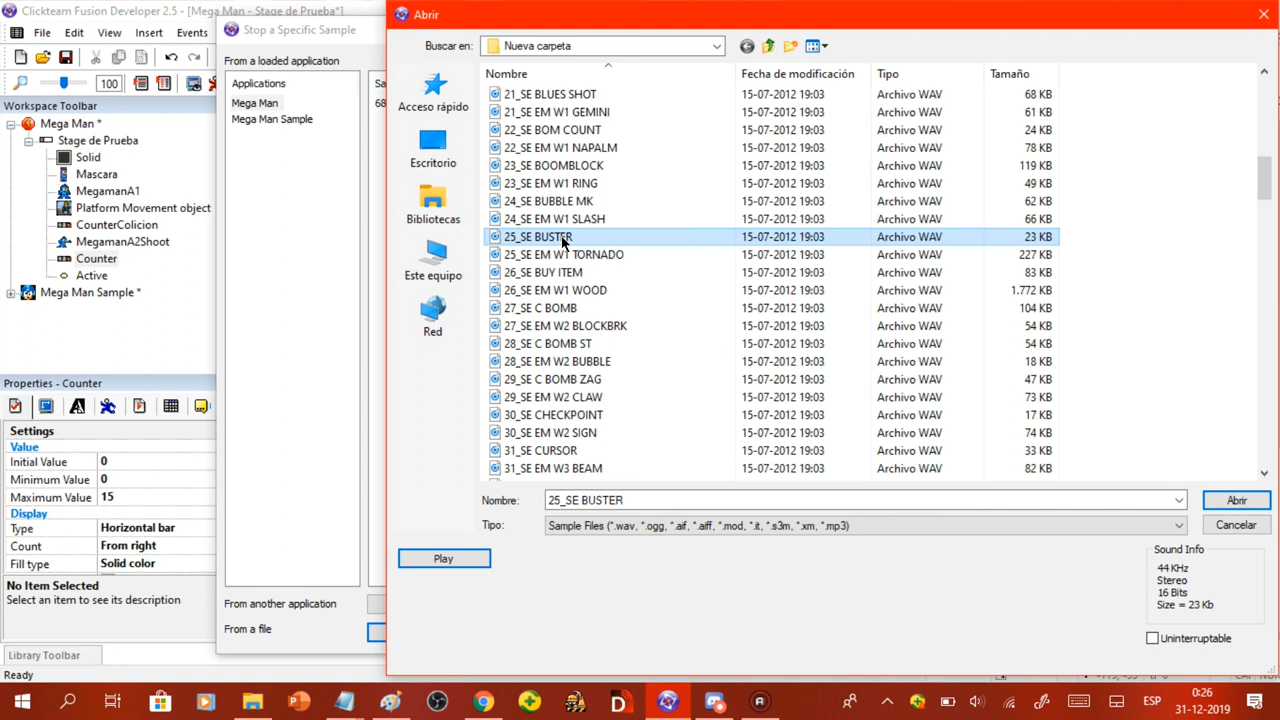 Clickteam Fusion Developer 2.5 - [Mega Man - Stage de Prueba*]
File Edit View Insert Events
100
Workspace Toolbar
Mega Man *
Stage de Prueba
Solid
Mascara
MegamanA1
Platform Movement object
CounterColicion
MegamanA2Shoot
Counter
Active
Mega Man Sample *
Properties - Counter
Settings
Value
Initial Value 0
Minimum Value 0
Maximum Value 15
Display
Type Horizontal bar
Count From right
Fill type Solid color
No Item Selected
Select an item to see its description
Library Toolbar
Ready
Stop a Specific Sample
From a loaded application
Applications
Mega Man
Mega Man Sample
Sa
68
From another application
From a file
Abrir
Buscar en: Nueva carpeta
Acceso rápido
Escritorio
Bibliotecas
Este equipo
Red
Nombre Fecha de modificación Tipo Tamaño
21_SE BLUES SHOT 15-07-2012 19:03 Archivo WAV 68 KB
21_SE EM W1 GEMINI 15-07-2012 19:03 Archivo WAV 61 KB
22_SE BOM COUNT 15-07-2012 19:03 Archivo WAV 24 KB
22_SE EM W1 NAPALM 15-07-2012 19:03 Archivo WAV 78 KB
23_SE BOOMBLOCK 15-07-2012 19:03 Archivo WAV 119 KB
23_SE EM W1 RING 15-07-2012 19:03 Archivo WAV 49 KB
24_SE BUBBLE MK 15-07-2012 19:03 Archivo WAV 62 KB
24_SE EM W1 SLASH 15-07-2012 19:03 Archivo WAV 66 KB
25_SE BUSTER 15-07-2012 19:03 Archivo WAV 23 KB
25_SE EM W1 TORNADO 15-07-2012 19:03 Archivo WAV 227 KB
26_SE BUY ITEM 15-07-2012 19:03 Archivo WAV 83 KB
26_SE EM W1 WOOD 15-07-2012 19:03 Archivo WAV 1.772 KB
27_SE C BOMB 15-07-2012 19:03 Archivo WAV 104 KB
27_SE EM W2 BLOCKBRK 15-07-2012 19:03 Archivo WAV 54 KB
28_SE C BOMB ST 15-07-2012 19:03 Archivo WAV 54 KB
28_SE EM W2 BUBBLE 15-07-2012 19:03 Archivo WAV 18 KB
29_SE C BOMB ZAG 15-07-2012 19:03 Archivo WAV 47 KB
29_SE EM W2 CLAW 15-07-2012 19:03 Archivo WAV 73 KB
30_SE CHECKPOINT 15-07-2012 19:03 Archivo WAV 17 KB
30_SE EM W2 SIGN 15-07-2012 19:03 Archivo WAV 74 KB
31_SE CURSOR 15-07-2012 19:03 Archivo WAV 33 KB
31_SE EM W3 BEAM 15-07-2012 19:03 Archivo WAV 82 KB
Nombre: 25_SE BUSTER Abrir
Tipo: Sample Files (*.wav, *.ogg, *.aif, *.aiff, *.mod, *.it, *.s3m, *.xm, *.mp3) Cancelar
Play
Sound Info
44 KHz
Stereo
16 Bits
Size = 23 Kb
Uninterruptable
ESP
0:26
31-12-2019